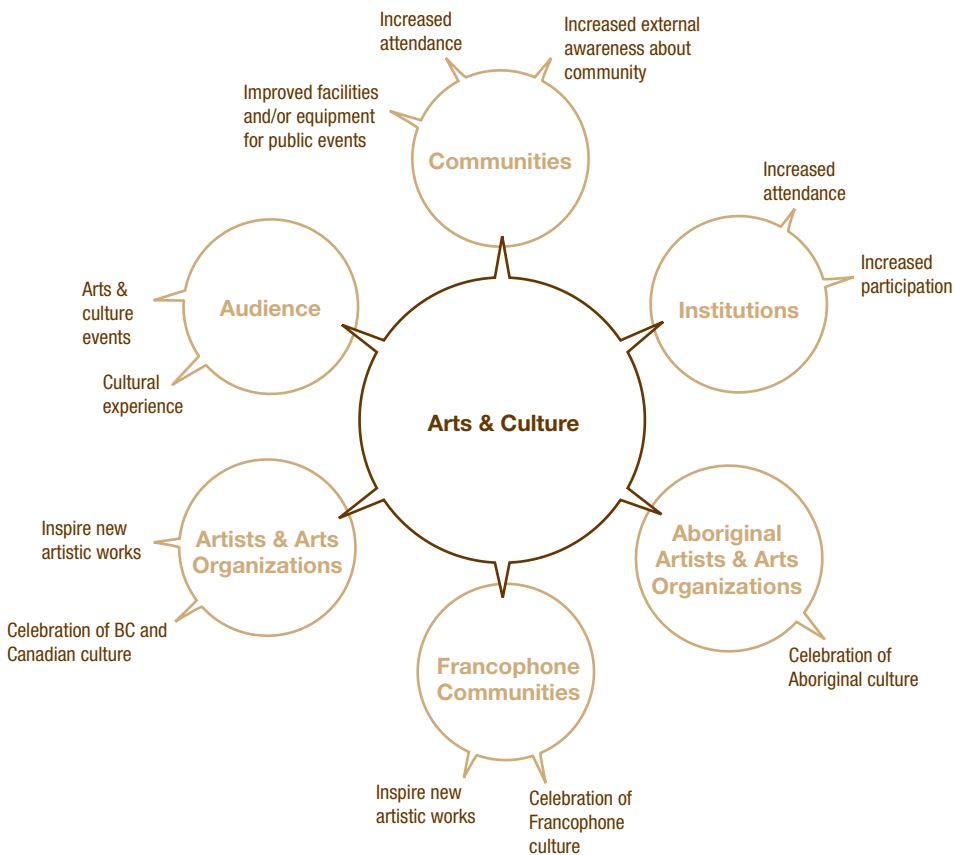 Increased
attendance
Increased external
awareness about
community
Improved facilities
and/or equipment
for public events
Communities
Increased
attendance
Increased
participation
Institutions
Arts &
culture
events
Audience
Cultural
experience
Arts & Culture
Inspire new
artistic works
Artists & Arts
Organizations
Celebration of BC and
Canadian culture
Aboriginal
Artists & Arts
Organizations
Celebration of
Aboriginal culture
Francophone
Communities
Inspire new
artistic works
Celebration of
Francophone
culture